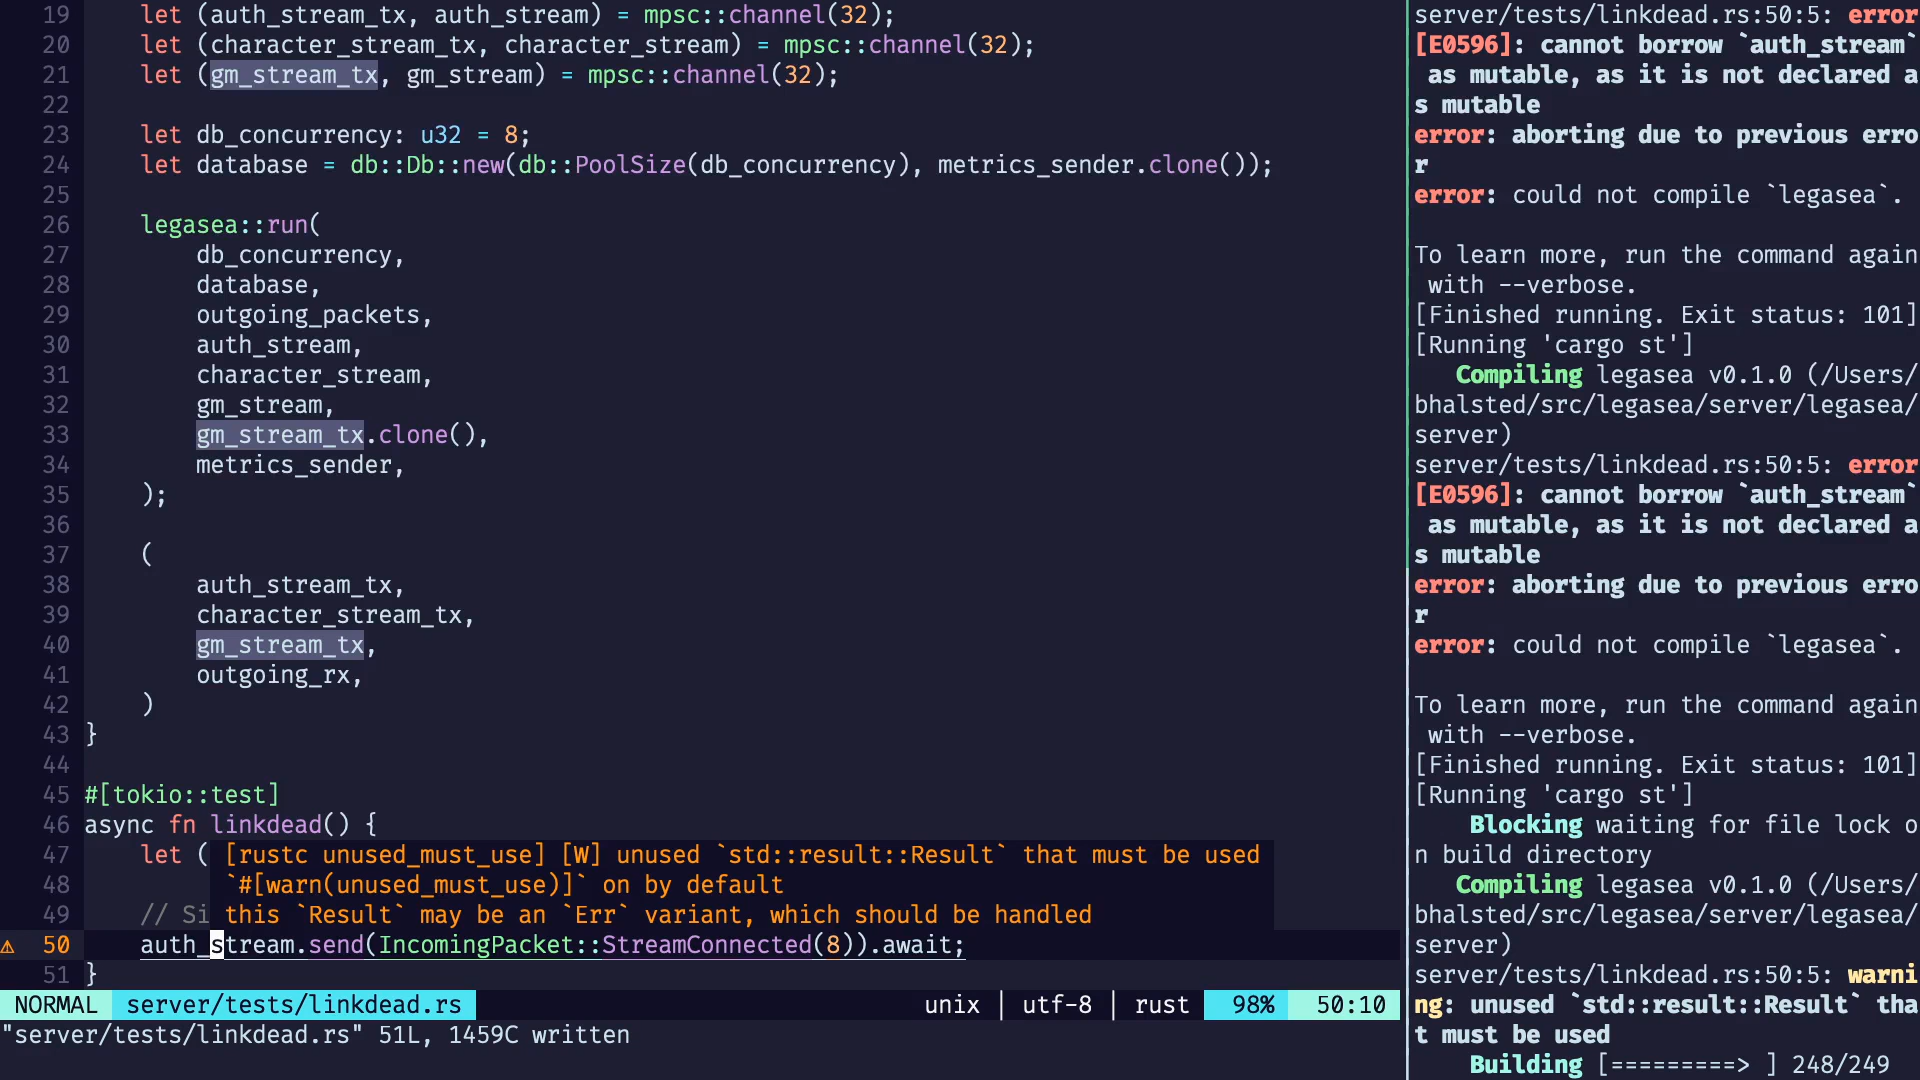 19     let (auth_stream_tx, auth_stream) = mpsc::channel(32);
20     let (character_stream_tx, character_stream) = mpsc::channel(32);
21     let (gm_stream_tx, gm_stream) = mpsc::channel(32);
22
23     let db_concurrency: u32 = 8;
24     let database = db::Db::new(db::PoolSize(db_concurrency), metrics_sender.clone());
25
26     legasea::run(
27         db_concurrency,
28         database,
29         outgoing_packets,
30         auth_stream,
31         character_stream,
32         gm_stream,
33         gm_stream_tx.clone(),
34         metrics_sender,
35     );
36
37     (
38         auth_stream_tx,
39         character_stream_tx,
40         gm_stream_tx,
41         outgoing_rx,
42     )
43 }
44
45 #[tokio::test]
46 async fn linkdead() {
47     let ( [rustc unused_must_use] [W] unused `std::result::Result` that must be used
48           `#[warn(unused_must_use)]` on by default
49     // Si this `Result` may be an `Err` variant, which should be handled
⚠ 50     auth_stream.send(IncomingPacket::StreamConnected(8)).await;
51 }
NORMAL server/tests/linkdead.rs unix | utf-8 | rust 98% 50:10
"server/tests/linkdead.rs" 51L, 1459C written
server/tests/linkdead.rs:50:5: error
[E0596]: cannot borrow `auth_stream`
 as mutable, as it is not declared a
s mutable
error: aborting due to previous erro
r
error: could not compile `legasea`.
To learn more, run the command again
 with --verbose.
[Finished running. Exit status: 101]
[Running 'cargo st']
   Compiling legasea v0.1.0 (/Users/
bhalsted/src/legasea/server/legasea/
server)
server/tests/linkdead.rs:50:5: error
[E0596]: cannot borrow `auth_stream`
 as mutable, as it is not declared a
s mutable
error: aborting due to previous erro
r
error: could not compile `legasea`.
To learn more, run the command again
 with --verbose.
[Finished running. Exit status: 101]
[Running 'cargo st']
    Blocking waiting for file lock o
n build directory
   Compiling legasea v0.1.0 (/Users/
bhalsted/src/legasea/server/legasea/
server)
server/tests/linkdead.rs:50:5: warni
ng: unused `std::result::Result` tha
t must be used
    Building [=========> ] 248/249